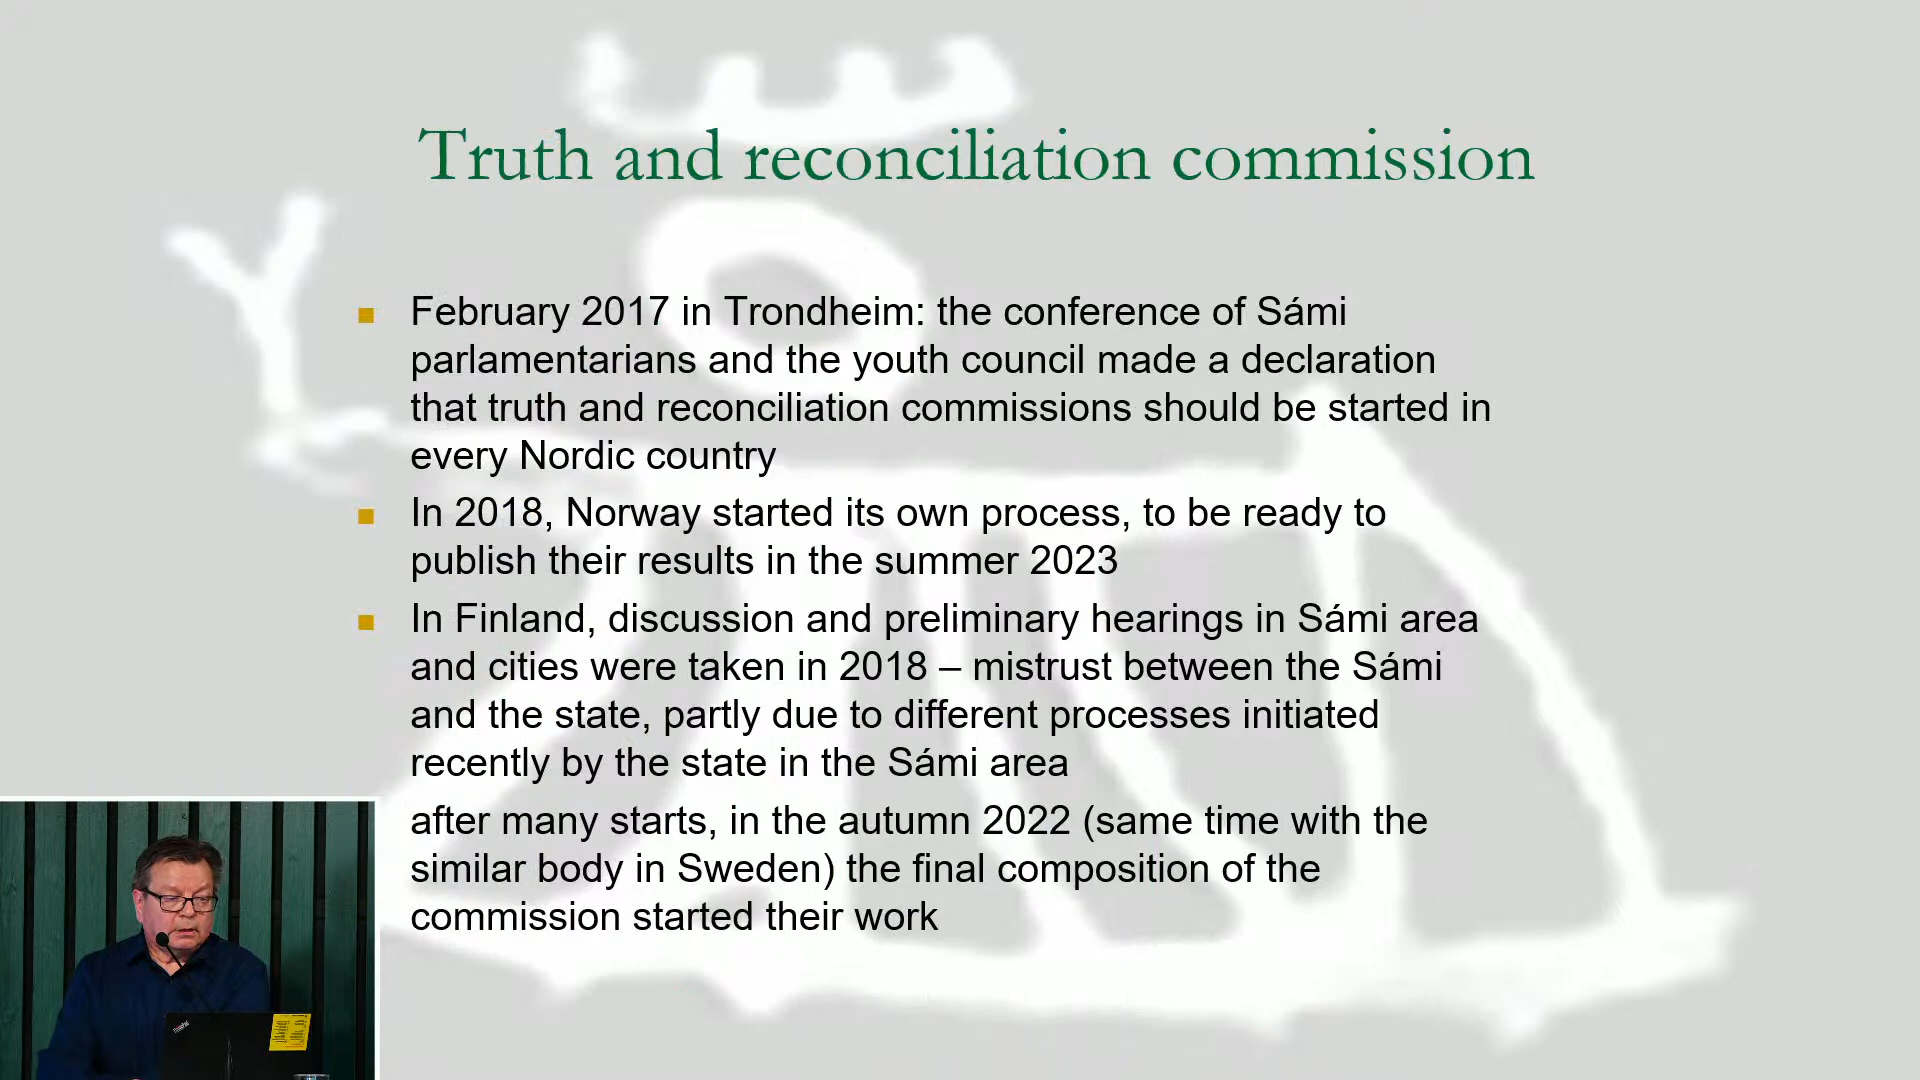 Truth and reconciliation commission
February 2017 in Trondheim: the conference of Sámi
parlamentarians and the youth council made a declaration
that truth and reconciliation commissions should be started in
every Nordic country
In 2018, Norway started its own process, to be ready to
publish their results in the summer 2023
In Finland, discussion and preliminary hearings in Sámi area
and cities were taken in 2018 – mistrust between the Sámi
and the state, partly due to different processes initiated
recently by the state in the Sámi area
after many starts, in the autumn 2022 (same time with the
similar body in Sweden) the final composition of the
commission started their work
ThinkPad